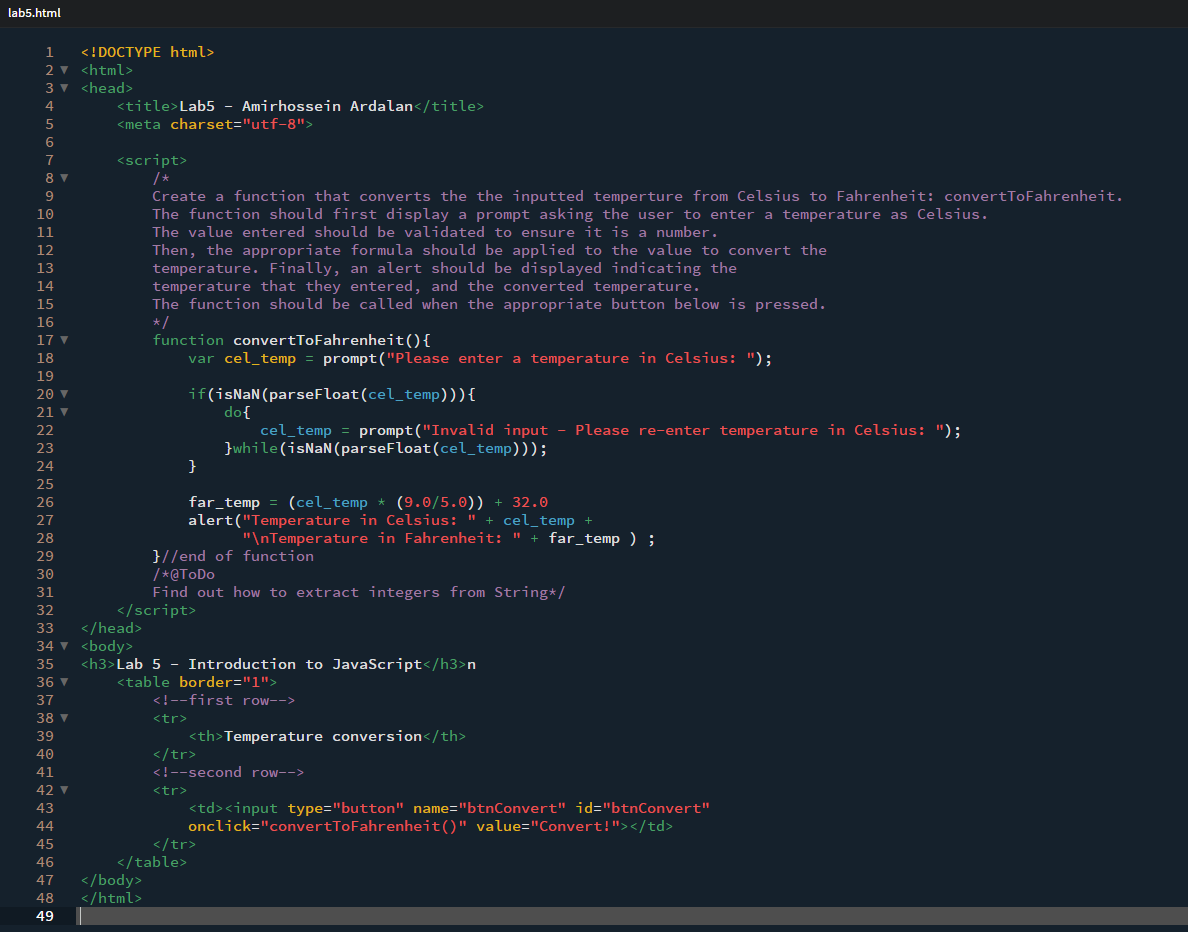 lab5.html
1 <!DOCTYPE html>
2 <html>
3 <head>
4     <title>Lab5 - Amirhossein Ardalan</title>
5     <meta charset="utf-8">
6
7     <script>
8         /*
9         Create a function that converts the the inputted temperture from Celsius to Fahrenheit: convertToFahrenheit.
10         The function should first display a prompt asking the user to enter a temperature as Celsius.
11         The value entered should be validated to ensure it is a number.
12         Then, the appropriate formula should be applied to the value to convert the
13         temperature. Finally, an alert should be displayed indicating the
14         temperature that they entered, and the converted temperature.
15         The function should be called when the appropriate button below is pressed.
16         */
17         function convertToFahrenheit(){
18             var cel_temp = prompt("Please enter a temperature in Celsius: ");
19
20             if(isNaN(parseFloat(cel_temp))){
21                 do{
22                     cel_temp = prompt("Invalid input - Please re-enter temperature in Celsius: ");
23                 }while(isNaN(parseFloat(cel_temp)));
24             }
25
26             far_temp = (cel_temp * (9.0/5.0)) + 32.0
27             alert("Temperature in Celsius: " + cel_temp +
28                   "\nTemperature in Fahrenheit: " + far_temp ) ;
29         }//end of function
30         /*@ToDo
31         Find out how to extract integers from String*/
32     </script>
33 </head>
34 <body>
35 <h3>Lab 5 - Introduction to JavaScript</h3>n
36     <table border="1">
37         <!--first row-->
38         <tr>
39             <th>Temperature conversion</th>
40         </tr>
41         <!--second row-->
42         <tr>
43             <td><input type="button" name="btnConvert" id="btnConvert"
44             onclick="convertToFahrenheit()" value="Convert!"></td>
45         </tr>
46     </table>
47 </body>
48 </html>
49